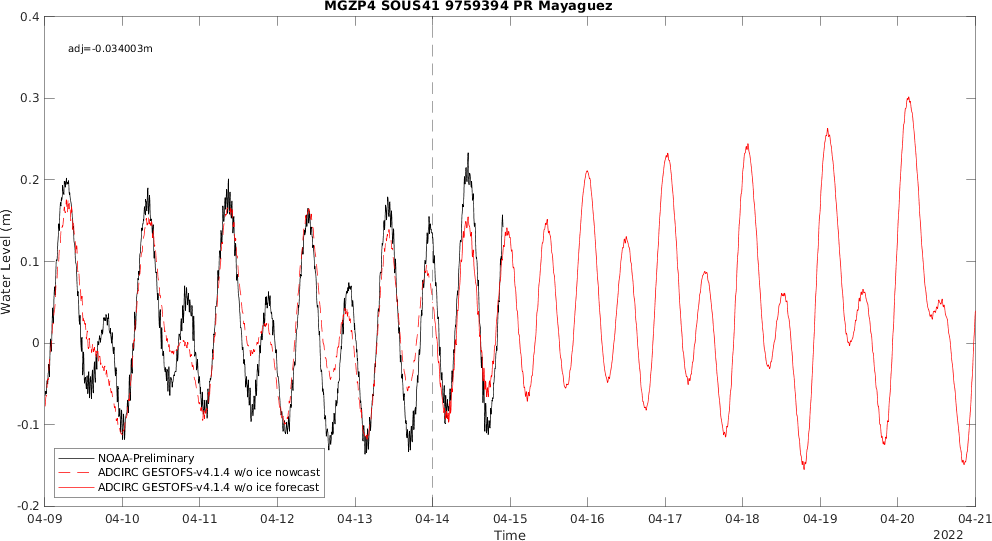 MGZP4 SOUS41 9759394 PR Mayaguez
adj=-0.034003m
Water Level (m)
0.4
0.3
0.2
0.1
0
-0.1
-0.2
NOAA-Preliminary
ADCIRC GESTOFS-v4.1.4 w/o ice nowcast
ADCIRC GESTOFS-v4.1.4 w/o ice forecast
04-09 04-10 04-11 04-12 04-13 04-14 04-15 04-16 04-17 04-18 04-19 04-20 04-21
Time
2022